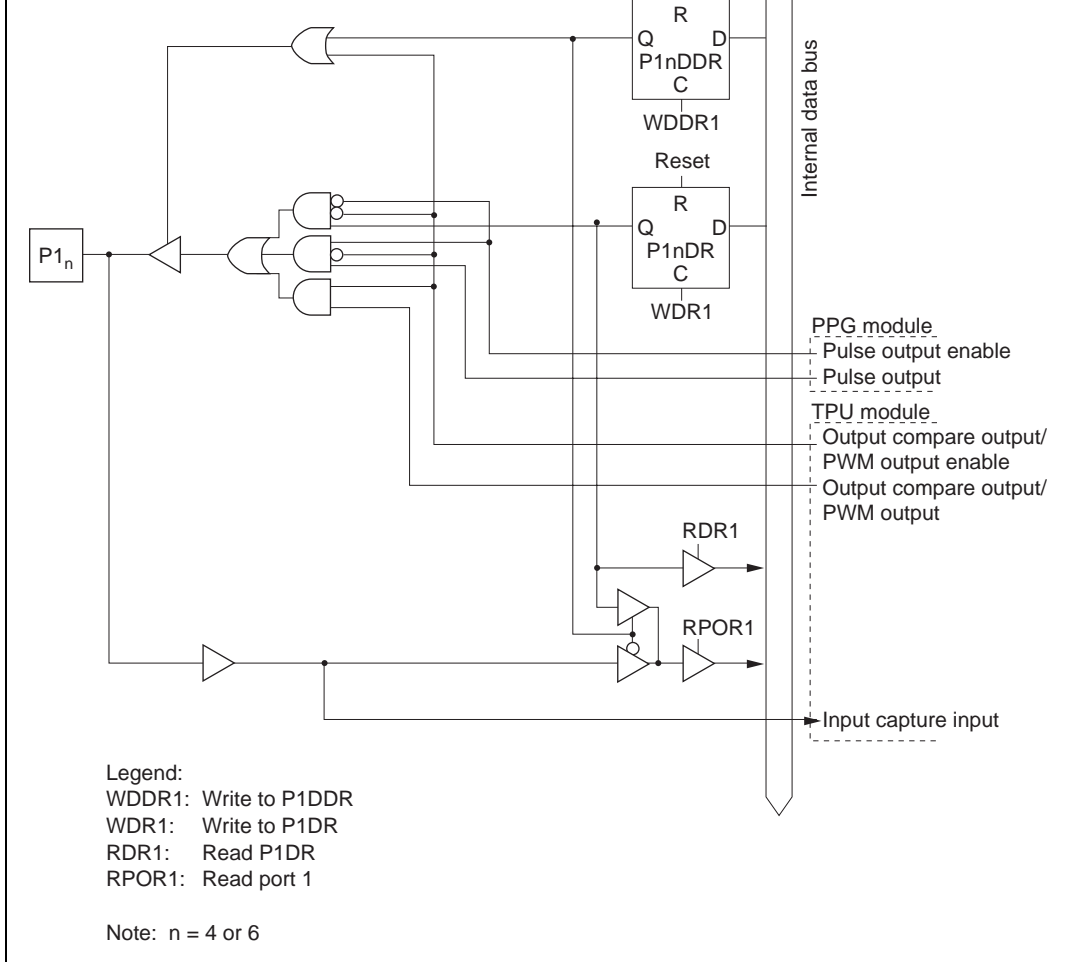 R
Q D
P1nDDR
C
WDDR1
Internal data bus
Reset
R
Q D
P1nDR
C
WDR1
P1n
PPG module
Pulse output enable
Pulse output
TPU module
Output compare output/
PWM output enable
Output compare output/
PWM output
RDR1
RPOR1
Input capture input
Legend:
WDDR1: Write to P1DDR
WDR1: Write to P1DR
RDR1: Read P1DR
RPOR1: Read port 1
Note: n = 4 or 6